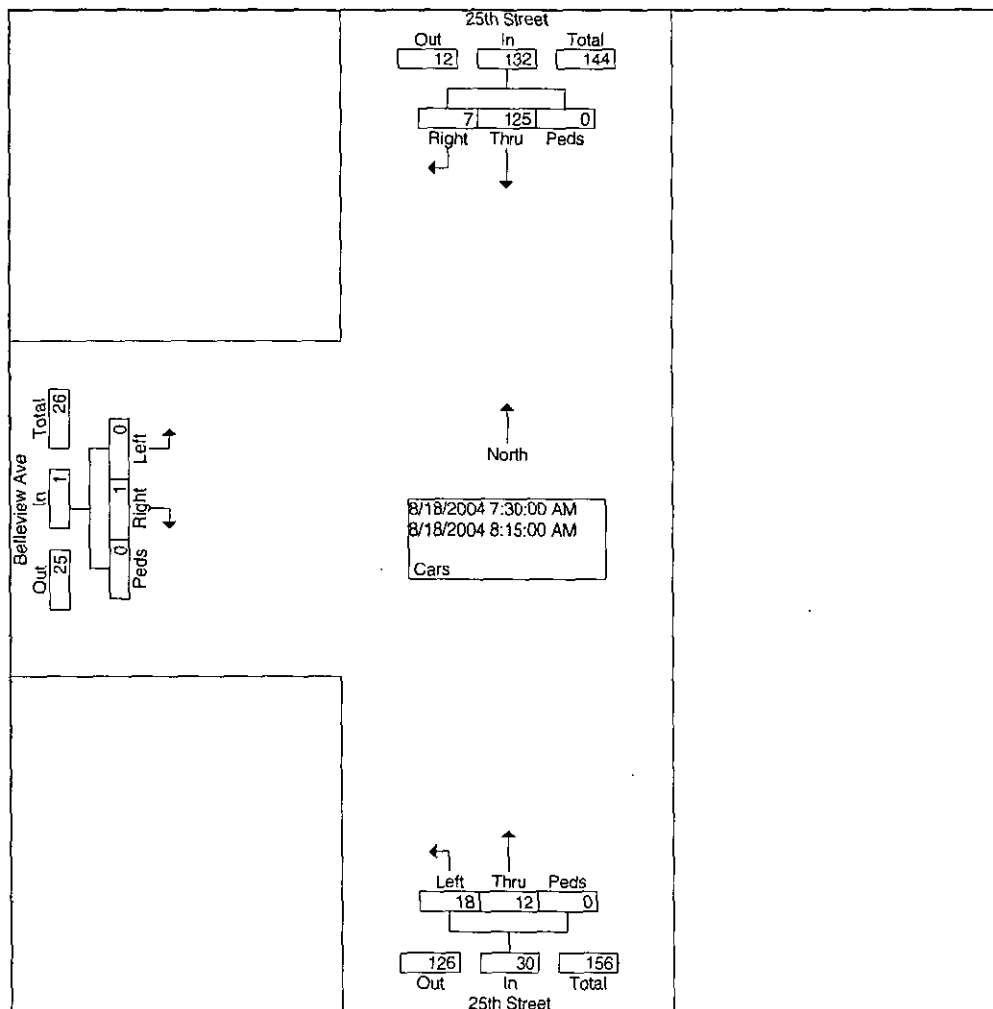 25th Street
Out In Total
12 132 144
7 125 0
Right Thru Peds
Belleview Ave
Total In Out
26 1 25
0 1 0
Left Right Peds
North
8/18/2004 7:30:00 AM
8/18/2004 8:15:00 AM
Cars
Left Thru Peds
18 12 0
126 30 156
Out In Total
25th Street